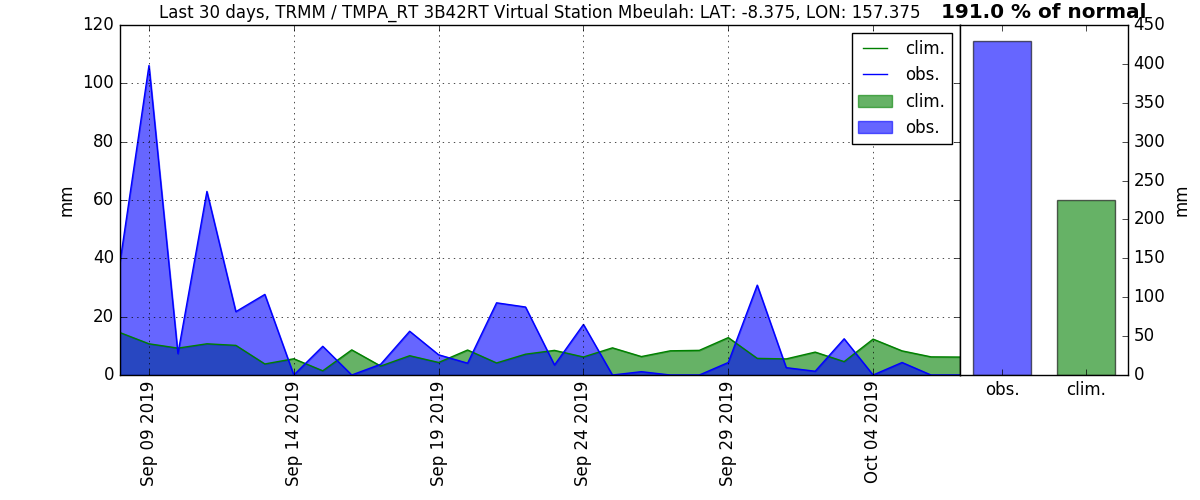 Last 30 days, TRMM / TMPA_RT 3B42RT Virtual Station Mbeulah: LAT: -8.375, LON: 157.375
191.0 % of normal
120
100
80
60
40
20
0
mm
clim.
obs.
clim.
obs.
Sep 09 2019
Sep 14 2019
Sep 19 2019
Sep 24 2019
Sep 29 2019
Oct 04 2019
450
400
350
300
250
200
150
100
50
0
mm
obs.
clim.